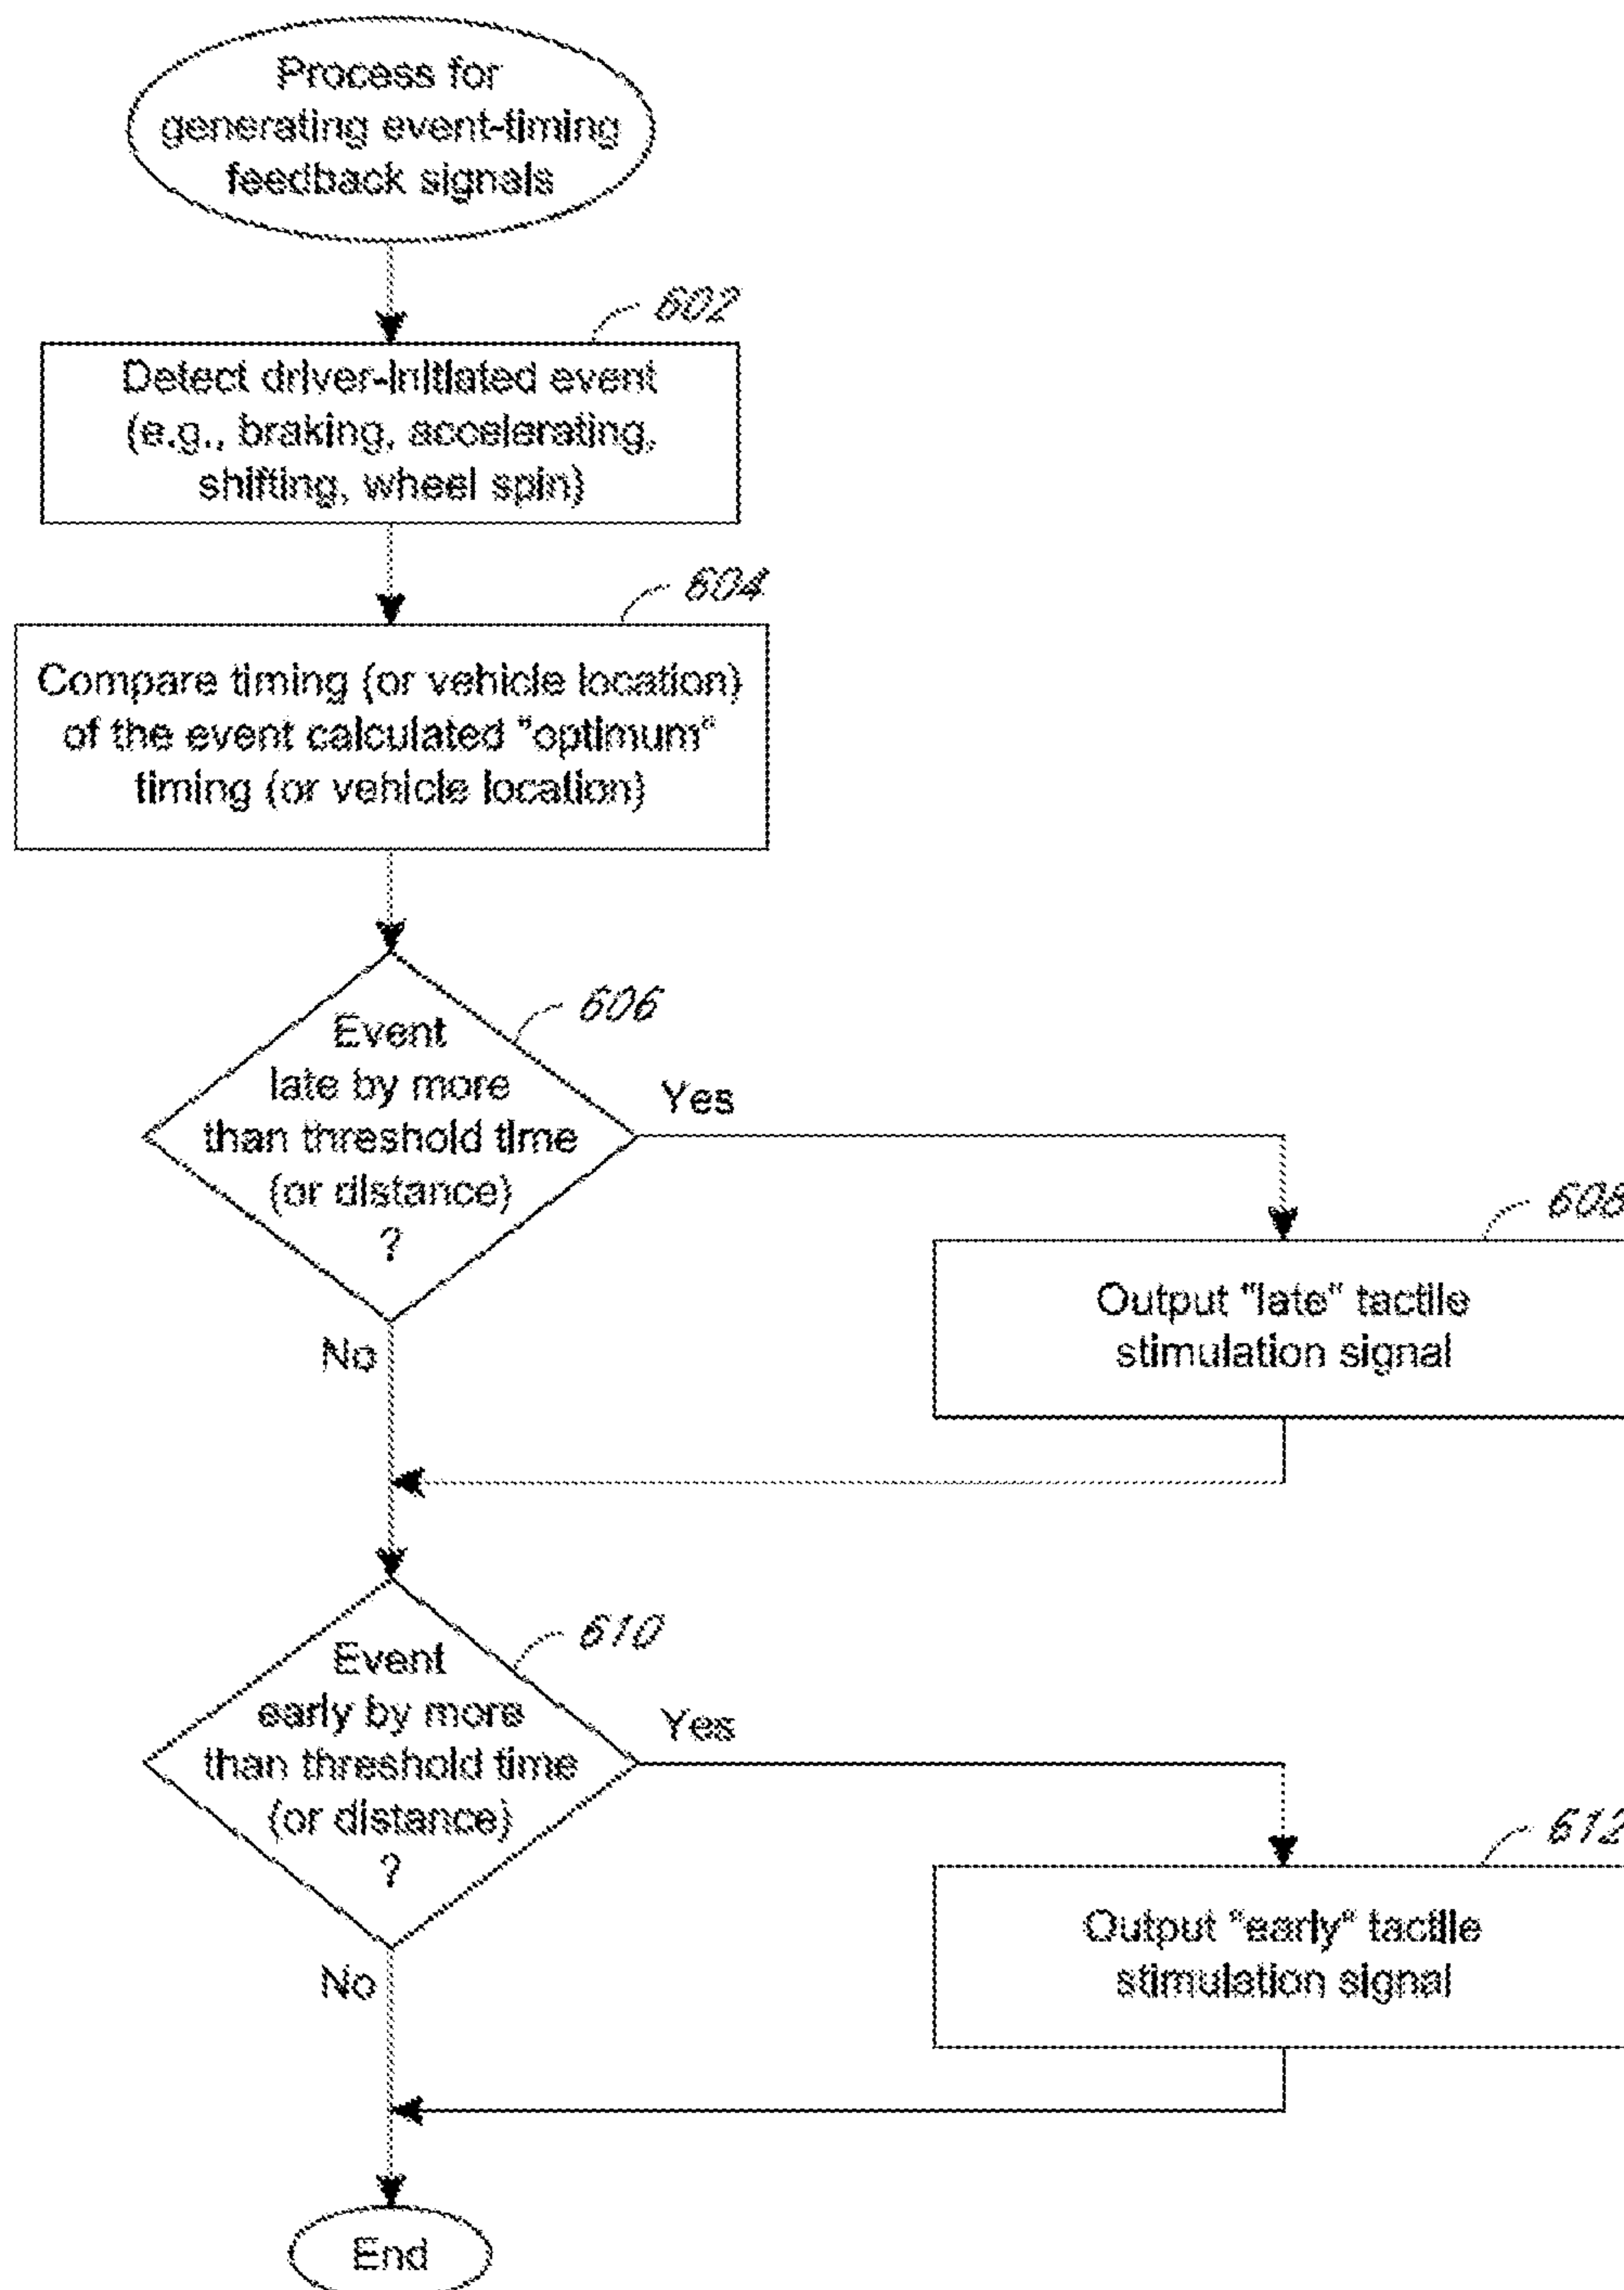 Process for
generating event-timing
feedback signals
602
Detect driver-initiated event
(e.g., braking, accelerating,
shifting, wheel spin)
604
Compare timing (or vehicle location)
of the event calculated "optimum"
timing (or vehicle location)
606
Event
late by more
than threshold time
(or distance)
?
Yes
No
608
Output "late" tactile
stimulation signal
610
Event
early by more
than threshold time
(or distance)
?
Yes
No
612
Output "early" tactile
stimulation signal
End